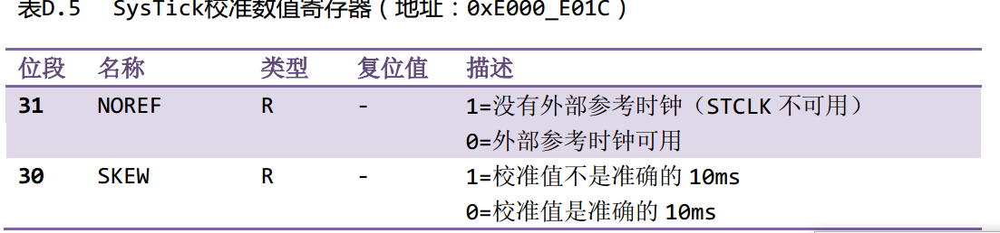 表D.5 SysTick校准数值寄存器（地址：0xE000_E01C）
位段 名称 类型 复位值 描述
31 NOREF R - 1=没有外部参考时钟（STCLK 不可用）
0=外部参考时钟可用
30 SKEW R - 1=校准值不是准确的 10ms
0=校准值是准确的 10ms